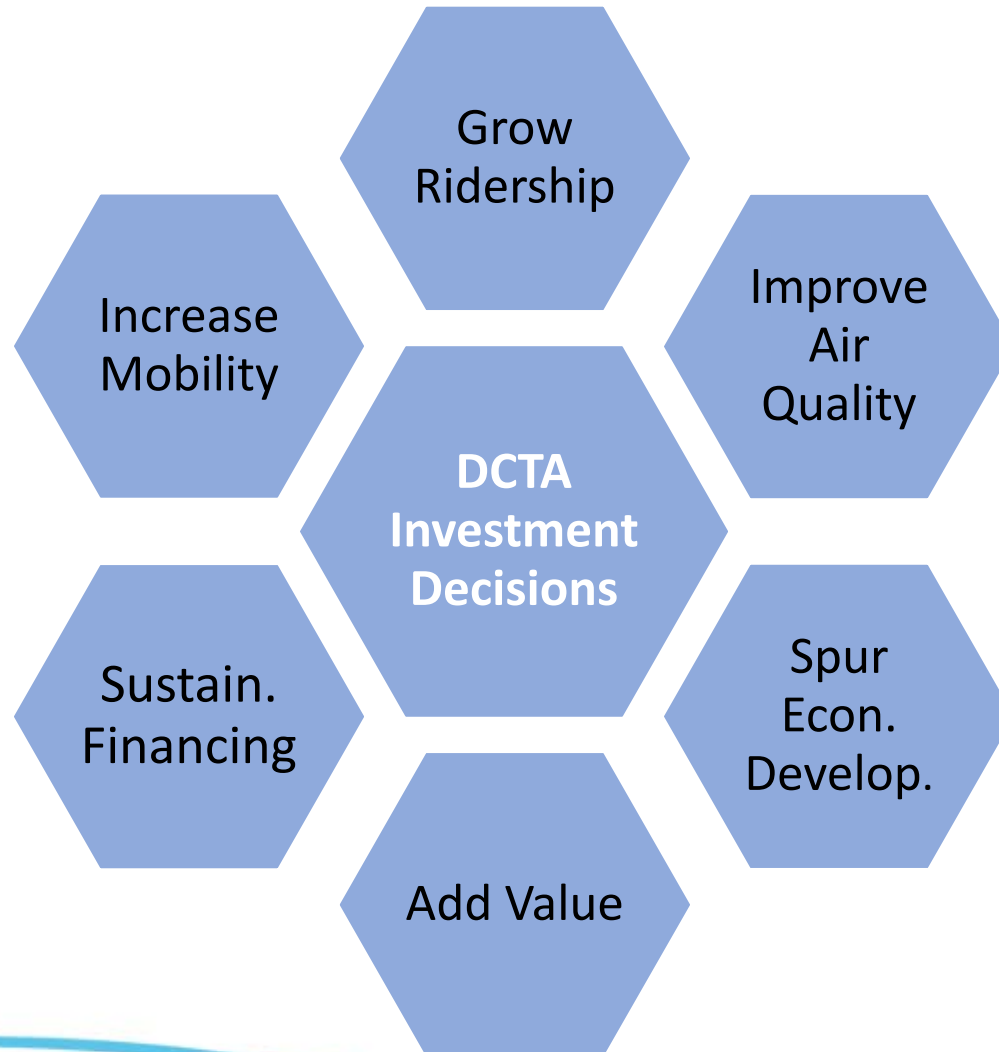 Grow
Ridership
Increase
Mobility
Improve
Air
Quality
DCTA
Investment
Decisions
Sustain.
Financing
Spur
Econ.
Develop.
Add Value